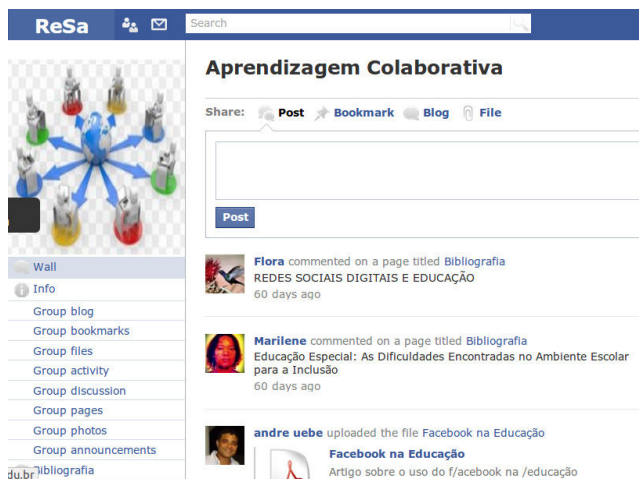 ReSa
Search
Aprendizagem Colaborativa
Share: Post Bookmark Blog File
Post
Wall
Info
Group blog
Group bookmarks
Group files
Group activity
Group discussion
Group pages
Group photos
Group announcements
Bibliografia
du.br
Flora commented on a page titled Bibliografia
REDES SOCIAIS DIGITAIS E EDUCAÇÃO
60 days ago
Marilene commented on a page titled Bibliografia
Educação Especial: As Dificuldades Encontradas no Ambiente Escolar
para a Inclusão
60 days ago
andre uebe uploaded the file Facebook na Educação
Facebook na Educação
Artigo sobre o uso do f/acebook na /educação